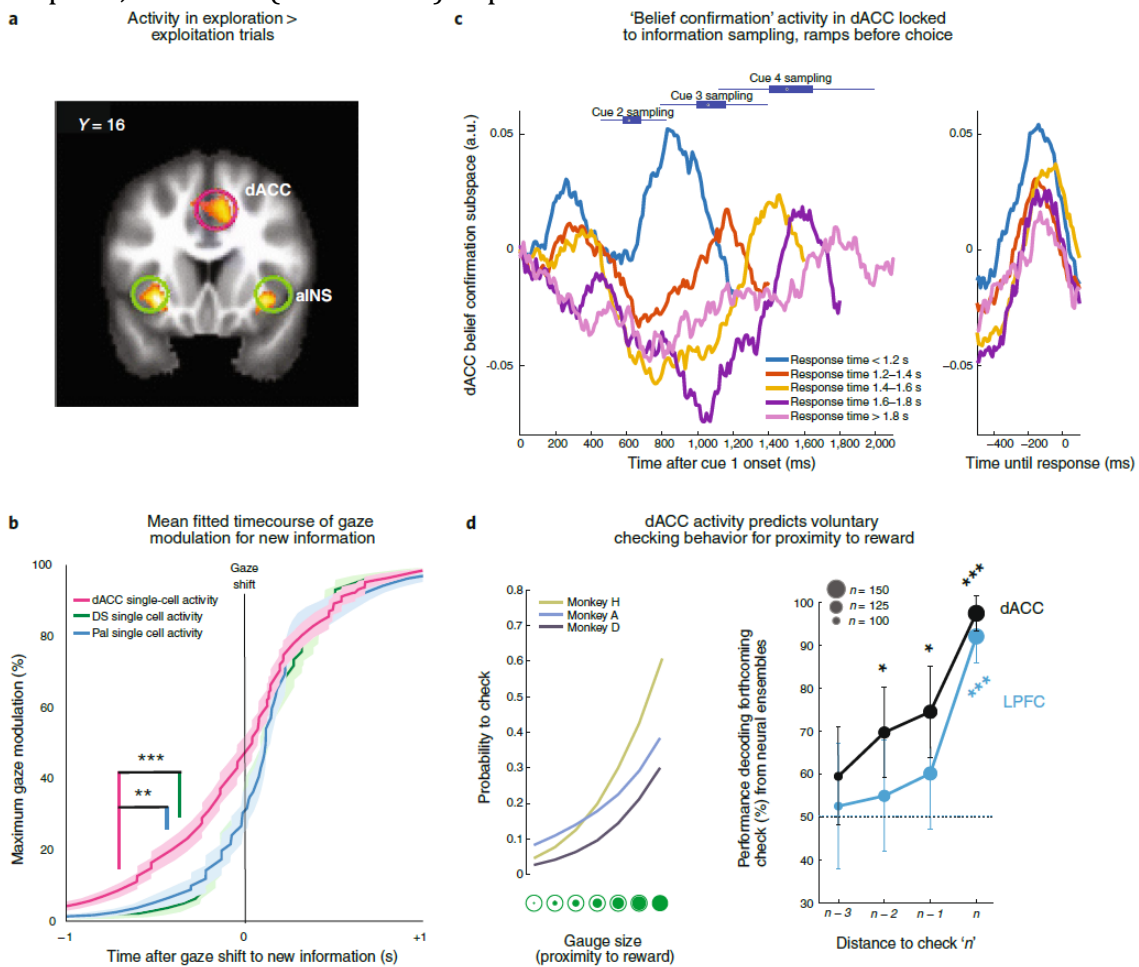 a
Activity in exploration >
exploitation trials
Y = 16
dACC
aINS
c
'Belief confirmation' activity in dACC locked
to information sampling, ramps before choice
Cue 4 sampling
Cue 3 sampling
Cue 2 sampling
dACC belief confirmation subspace (a.u.)
0.05
0
-0.05
Response time < 1.2 s
Response time 1.2–1.4 s
Response time 1.4–1.6 s
Response time 1.6–1.8 s
Response time > 1.8 s
0 200 400 600 800 1,000 1,200 1,400 1,600 1,800 2,000
Time after cue 1 onset (ms)
0.05
0
−0.05
−400 −200 0
Time until response (ms)
b
Mean fitted timecourse of gaze
modulation for new information
Maximum gaze modulation (%)
100
80
60
40
20
0
Gaze
shift
dACC single-cell activity
DS single cell activity
Pal single cell activity
***
**
−1 0 +1
Time after gaze shift to new information (s)
d
dACC activity predicts voluntary
checking behavior for proximity to reward
Probability to check
0.8
0.7
0.6
0.5
0.4
0.3
0.2
0.1
0
Monkey H
Monkey A
Monkey D
Gauge size
(proximity to reward)
Performance decoding forthcoming
check (%) from neural ensembles
100
90
80
70
60
50
40
30
n = 150
n = 125
n = 100
***
dACC
*
*
LPFC
***
n – 3 n – 2 n – 1 n
Distance to check 'n'